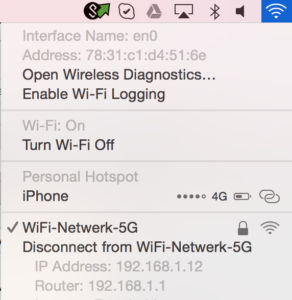 Interface Name: en0
Address: 78:31:c1:d4:51:6e
Open Wireless Diagnostics...
Enable Wi-Fi Logging
Wi-Fi: On
Turn Wi-Fi Off
Personal Hotspot
iPhone 4G
WiFi-Netwerk-5G
Disconnect from WiFi-Netwerk-5G
IP Address: 192.168.1.12
Router: 192.168.1.1